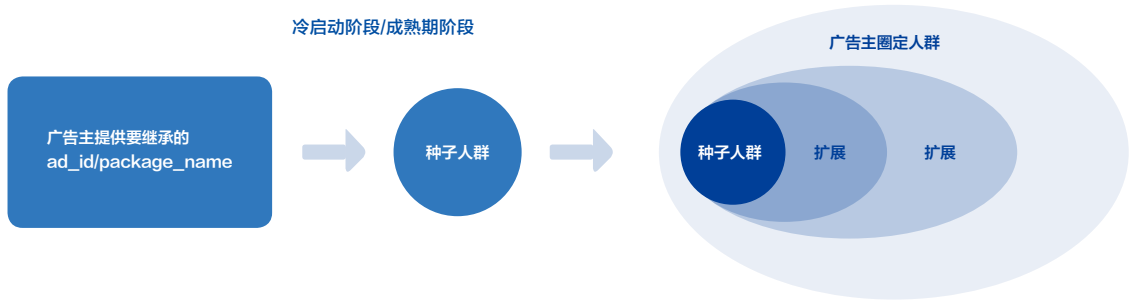 冷启动阶段/成熟期阶段
广告主提供要继承的
ad_id/package_name
种子人群
广告主圈定人群
种子人群
扩展
扩展